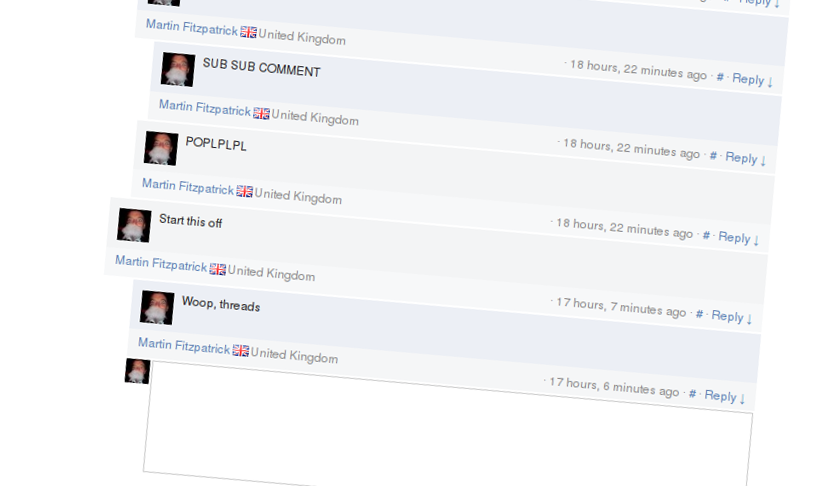 Reply ↓
Martin Fitzpatrick United Kingdom
· 18 hours, 22 minutes ago · # · Reply ↓
SUB SUB COMMENT
Martin Fitzpatrick United Kingdom
· 18 hours, 22 minutes ago · # · Reply ↓
POPLPLPL
Martin Fitzpatrick United Kingdom
· 18 hours, 22 minutes ago · # · Reply ↓
Start this off
Martin Fitzpatrick United Kingdom
· 17 hours, 7 minutes ago · # · Reply ↓
Woop, threads
Martin Fitzpatrick United Kingdom
· 17 hours, 6 minutes ago · # · Reply ↓